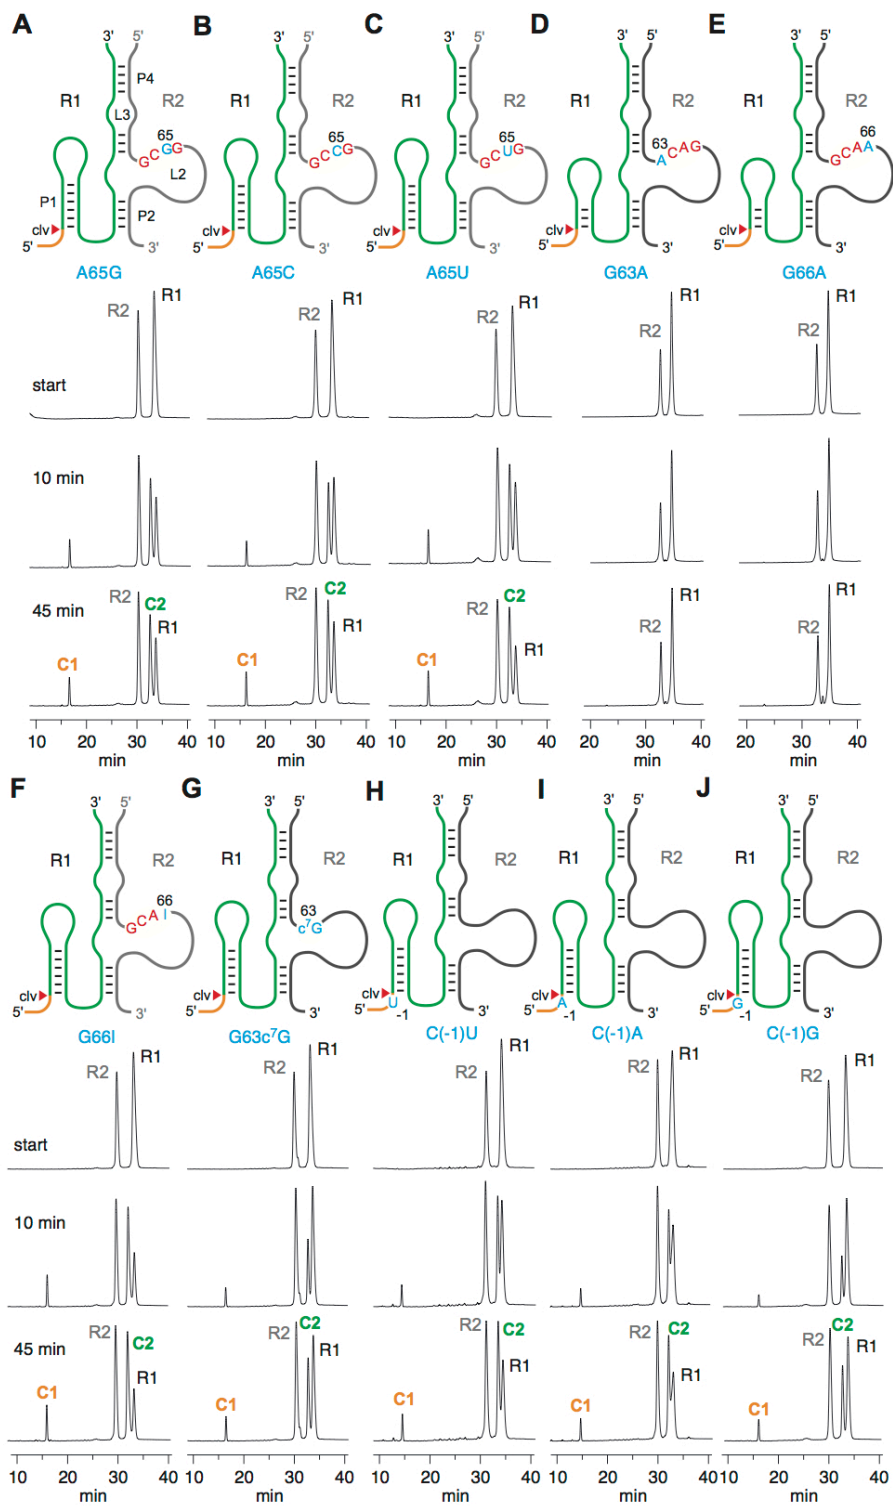 A B C D E
3' 5' 3' 5' 3' 5' 3' 5' 3' 5'
P4
R1 R2 R1 R2 R1 R2 R1 R2 R1 R2
L3
65 65 65 63 66
GCGG GCCG GCUG ACAG GCAA
L2
P1 P2
clv clv clv clv clv
5' 3' 5' 3' 5' 3' 5' 3' 5' 3'
A65G A65C A65U G63A G66A
R2 R1 R2 R1 R2 R1 R2 R1 R2 R1
start
10 min
45 min
R2 C2 R1 R2 C2 R1 R2 C2 R1 R2 R1 R2 R1
C1 C1 C1
10 20 30 40 10 20 30 40 10 20 30 40 20 30 40 20 30 40
min min min min min
F G H I J
3' 5' 3' 5' 3' 5' 3' 5' 3' 5'
R1 R2 R1 R2 R1 R2 R1 R2 R1 R2
66 63
GCAI c7G
clv clv clv clv clv
U A G
-1 -1 -1
5' 3' 5' 3' 5' 3' 5' 3' 5' 3'
G66I G63c7G C(-1)U C(-1)A C(-1)G
R2 R1 R2 R1 R2 R1 R2 R1 R2 R1
start
10 min
45 min
R2 C2 R1 R2 C2 R1 R2 C2 R1 R2 C2 R1 R2 C2 R1
C1 C1 C1 C1 C1
10 20 30 40 10 20 30 40 10 20 30 40 10 20 30 40 10 20 30 40
min min min min min